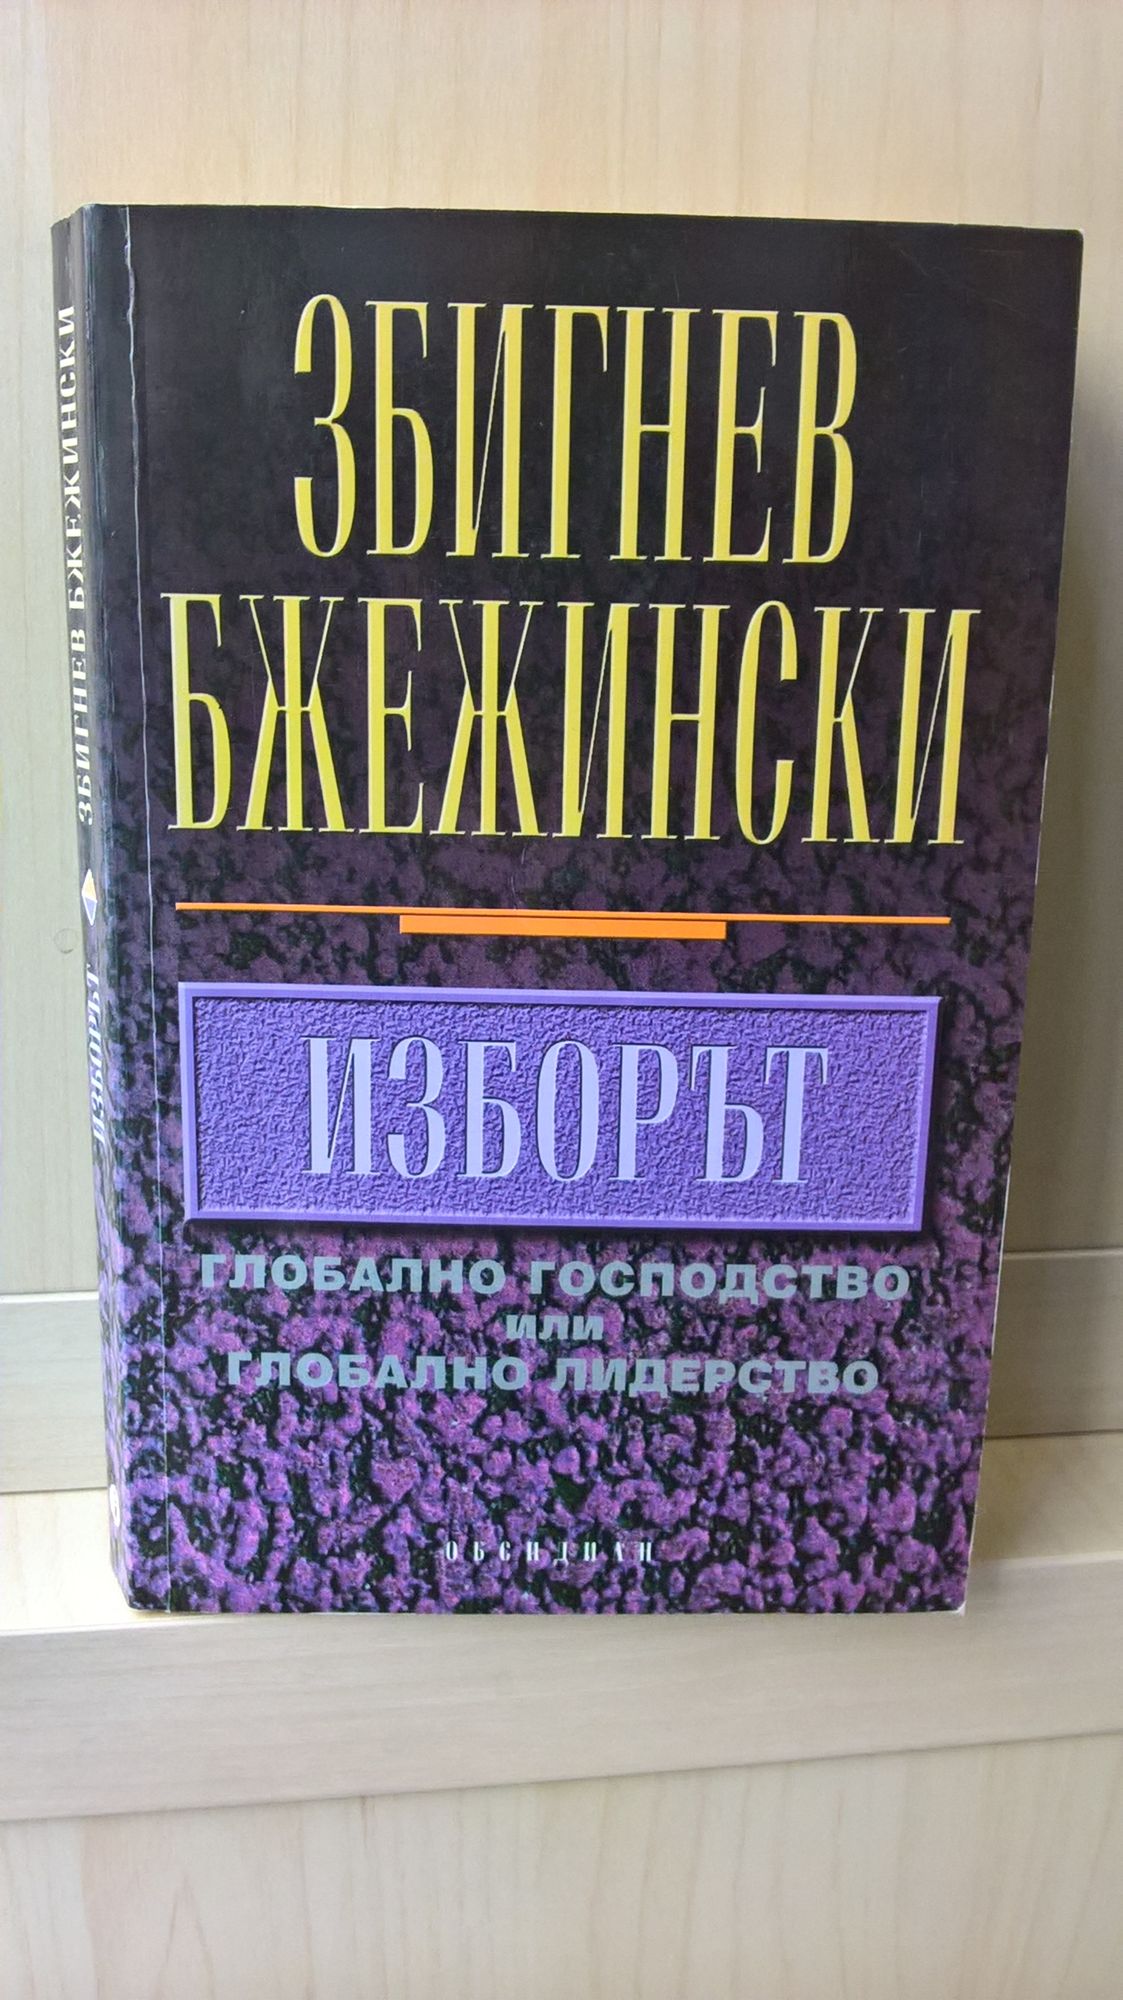 ЗБИГНЕВ БЖЕЖИНСКИ ИЗБОРЪТ
ЗБИГНЕВ
БЖЕЖИНСКИ
ИЗБОРЪТ
ГЛОБАЛНО ГОСПОДСТВО
ИЛИ
ГЛОБАЛНО ЛИДЕРСТВО
ОБСИДИАН